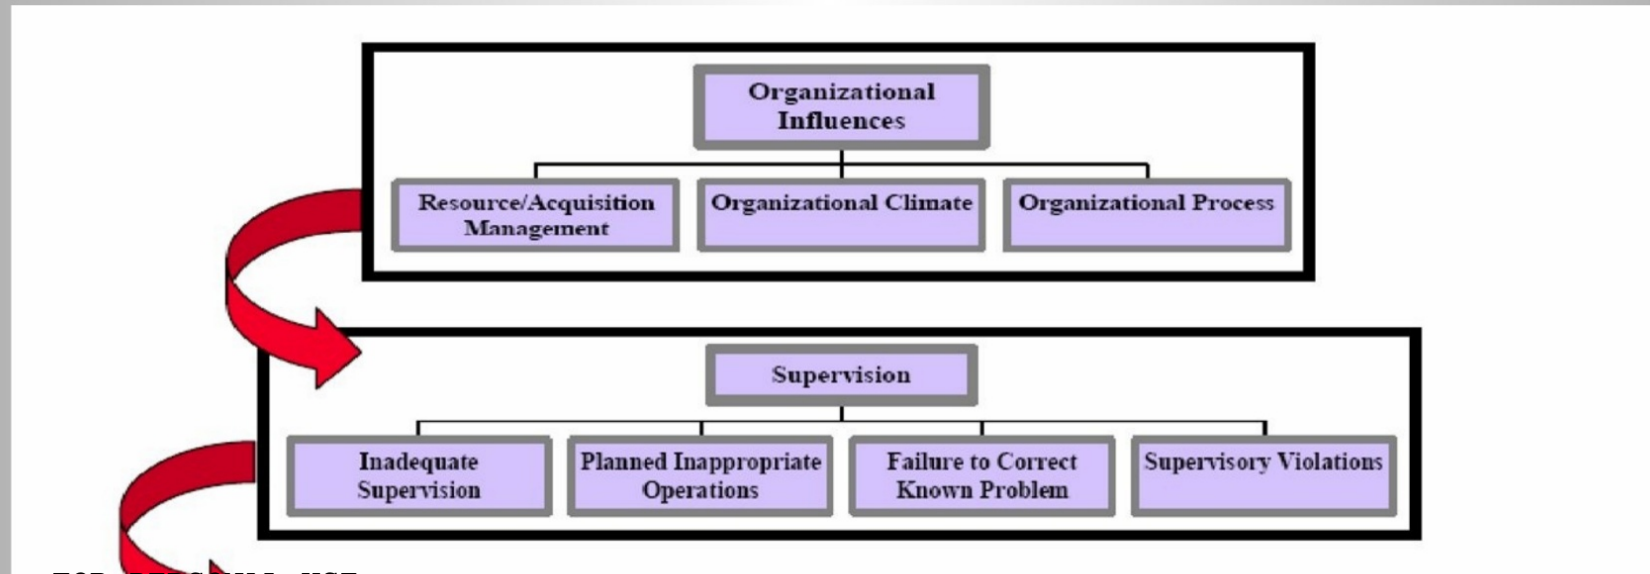 Organizational
Influences
Resource/Acquisition
Management
Organizational Climate
Organizational Process
Supervision
Inadequate
Supervision
Planned Inappropriate
Operations
Failure to Correct
Known Problem
Supervisory Violations